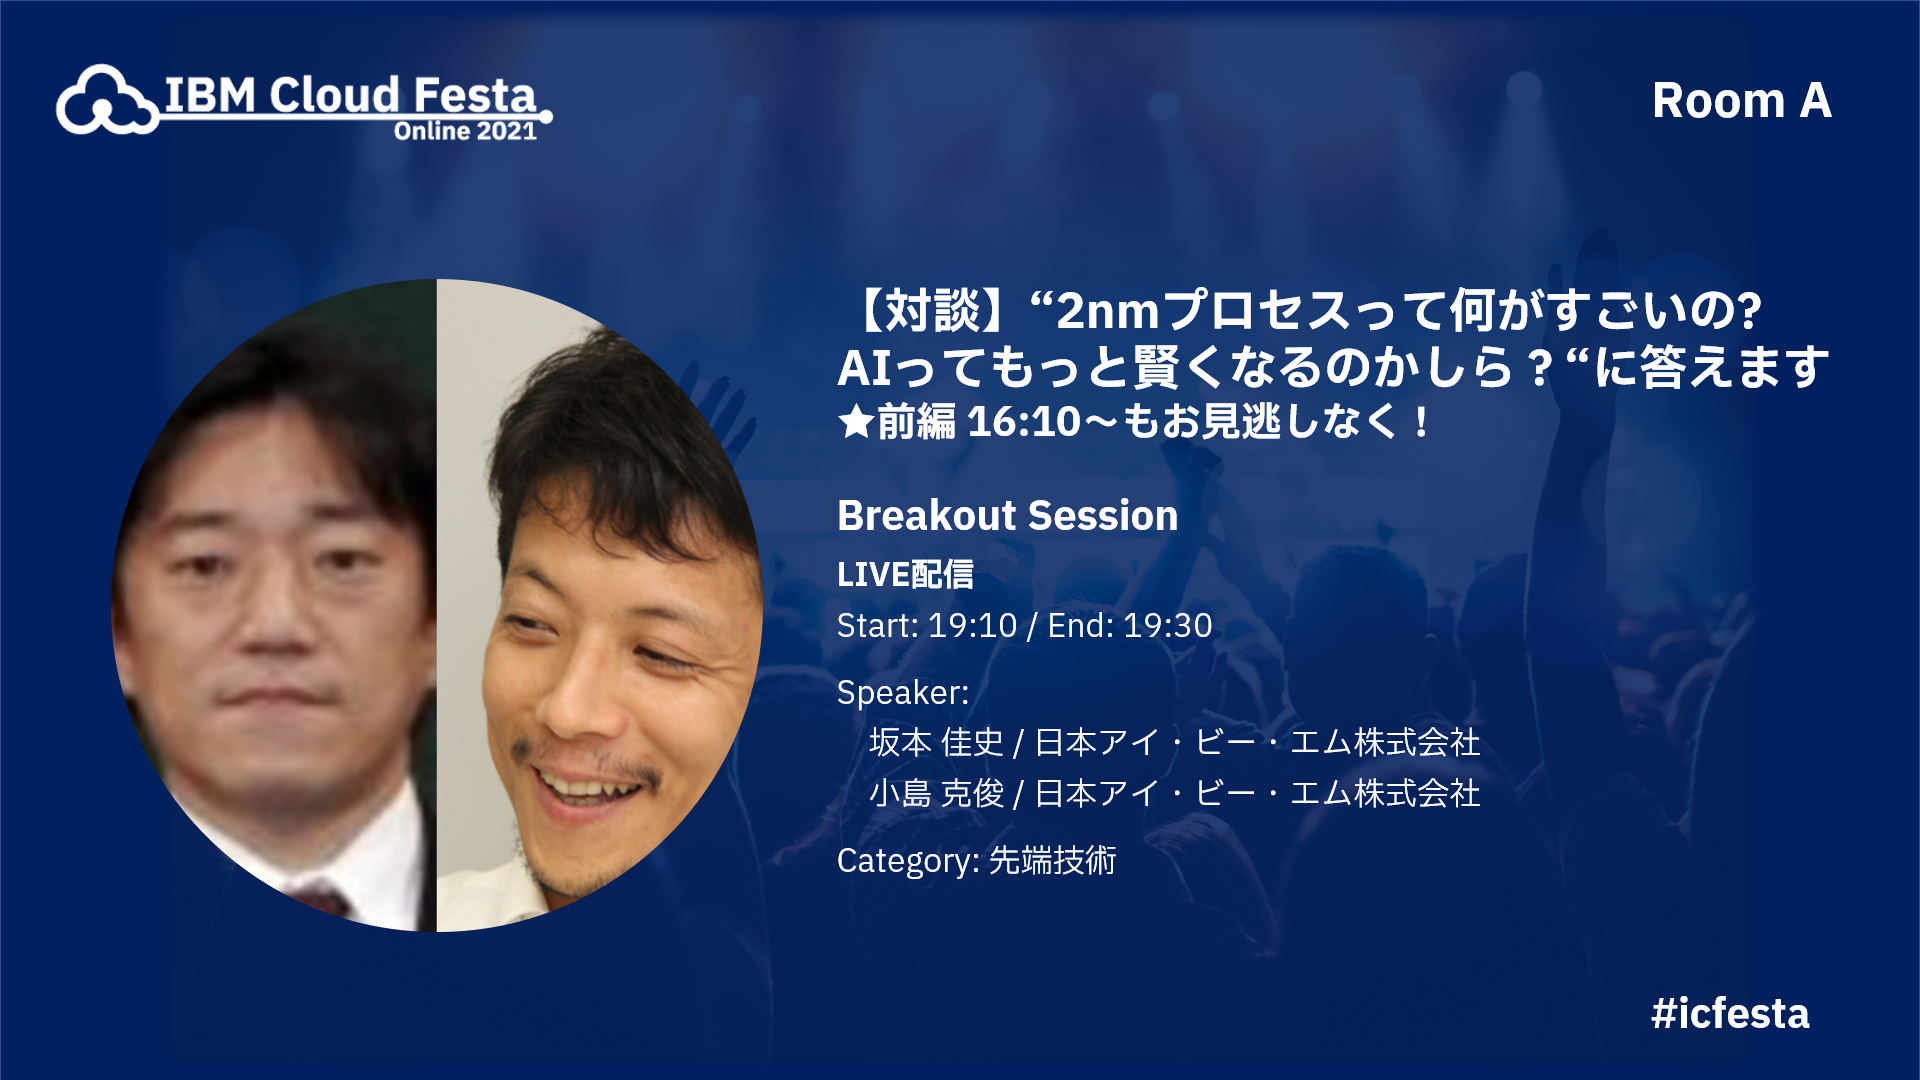 IBM Cloud Festa
Online 2021
Room A
【対談】“2nmプロセスって何がすごいの?
AIってもっと賢くなるのかしら？“に答えます
★前編 16:10～もお見逃しなく！
Breakout Session
LIVE配信
Start: 19:10 / End: 19:30
Speaker:
坂本 佳史 / 日本アイ・ビー・エム株式会社
小島 克俊 / 日本アイ・ビー・エム株式会社
Category: 先端技術
#icfesta